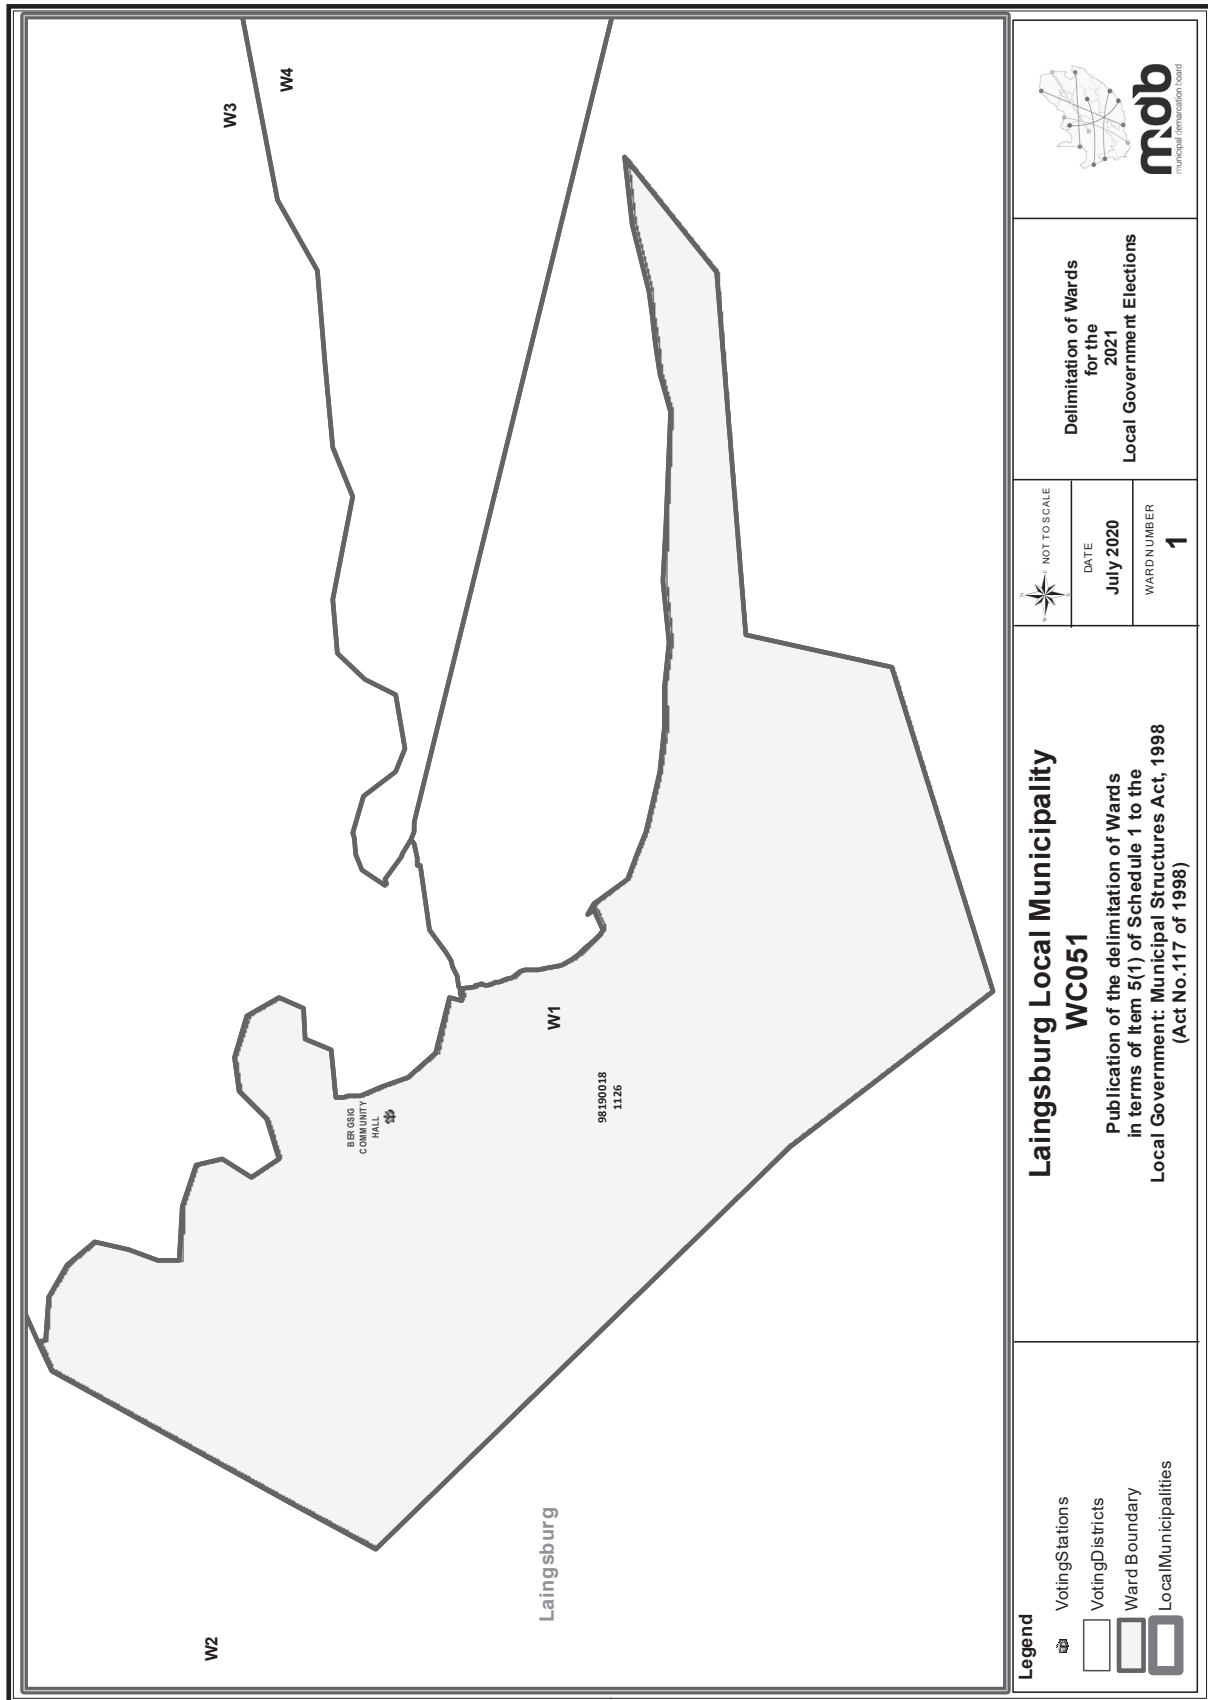 W3
W4
BERGSIG
COMMUNITY
HALL
W1
98190018
1126
W2
Laingsburg
Legend
VotingStations
VotingDistricts
Ward Boundary
LocalMunicipalities
Laingsburg Local Municipality
WC051
Publication of the delimitation of Wards
in terms of Item 5(1) of Schedule 1 to the
Local Government: Municipal Structures Act, 1998
(Act No.117 of 1998)
N
W
E
S
NOT TO SCALE
DATE
July 2020
WARD NUMBER
1
Delimitation of Wards
for the
2021
Local Government Elections
mdb
municipal demarcation board